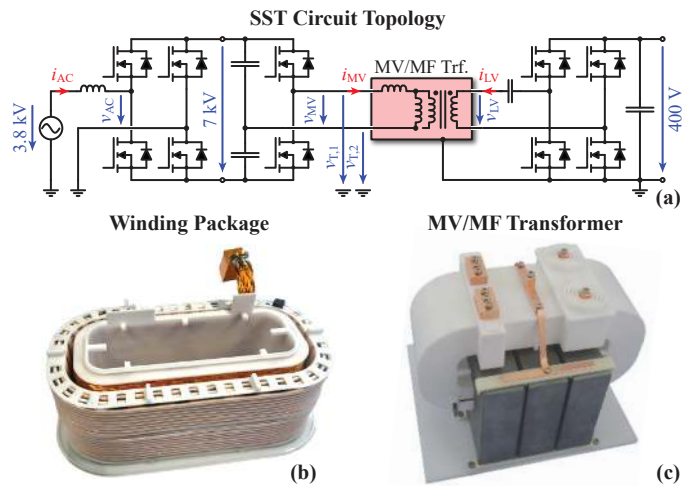 SST Circuit Topology
i_AC
v_AC
3.8 kV
7 kV
i_MV
v_MV
v_T,1
v_T,2
MV/MF Trf.
i_LV
v_LV
400 V
(a)
Winding Package
MV/MF Transformer
(b)
(c)